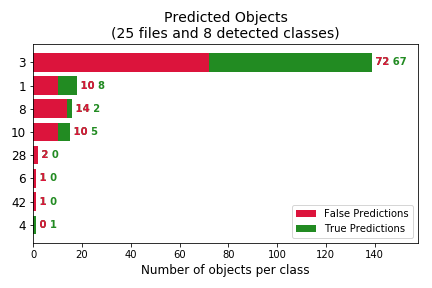 Predicted Objects
(25 files and 8 detected classes)
3 72 67
1 10 8
8 14 2
10 10 5
28 2 0
6 1 0
42 1 0
4 0 1
False Predictions
True Predictions
0 20 40 60 80 100 120 140
Number of objects per class